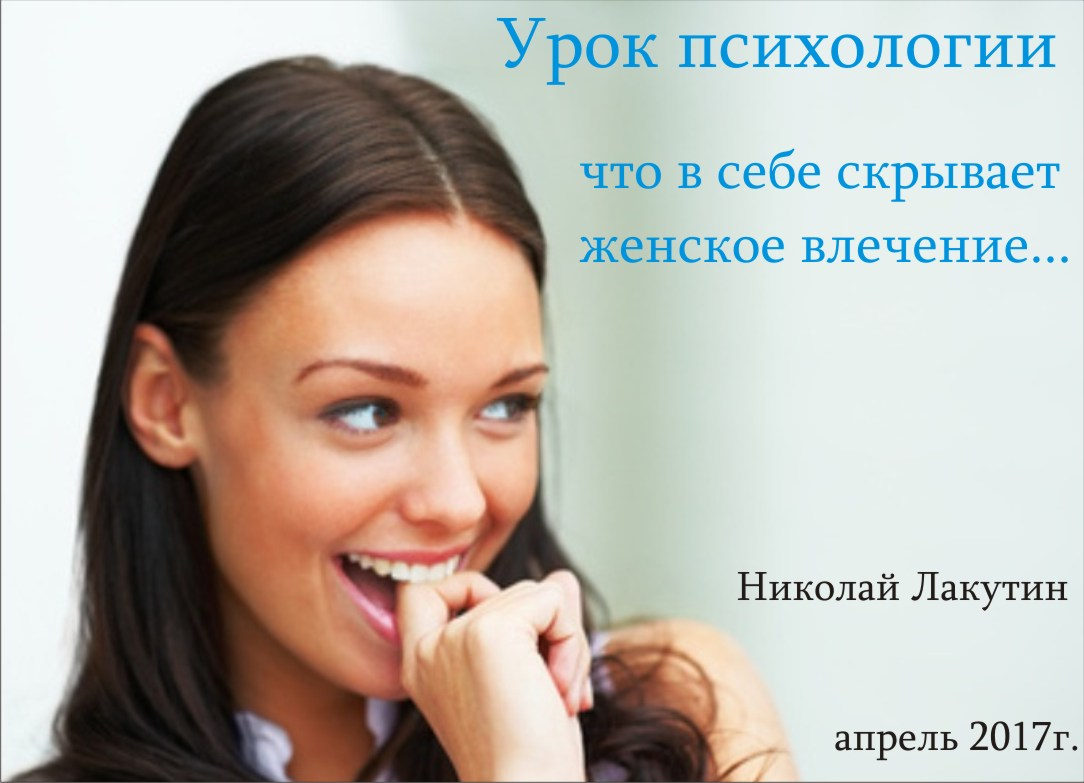 Урок психологии
что в себе скрывает
женское влечение...
Николай Лакутин
апрель 2017г.